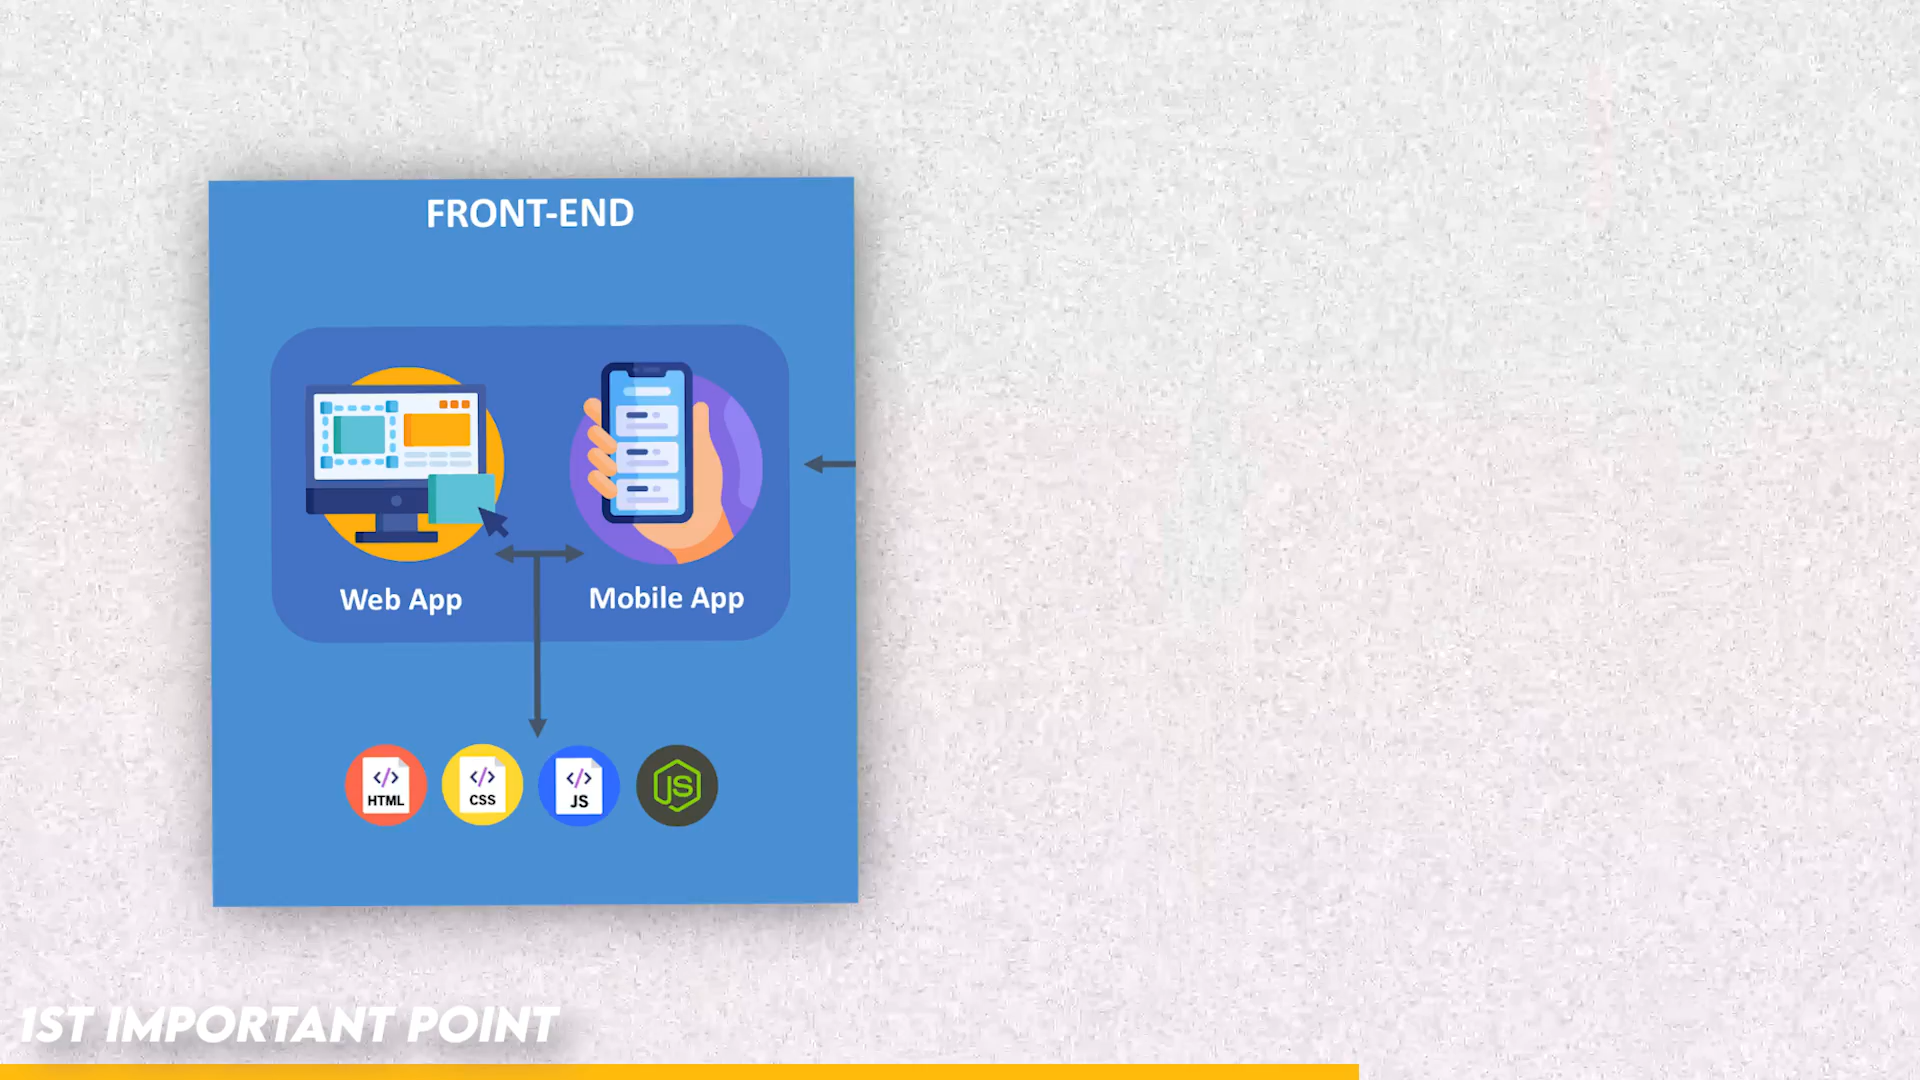 FRONT-END
Web App
Mobile App
HTML
CSS
JS
JS
1ST IMPORTANT POINT